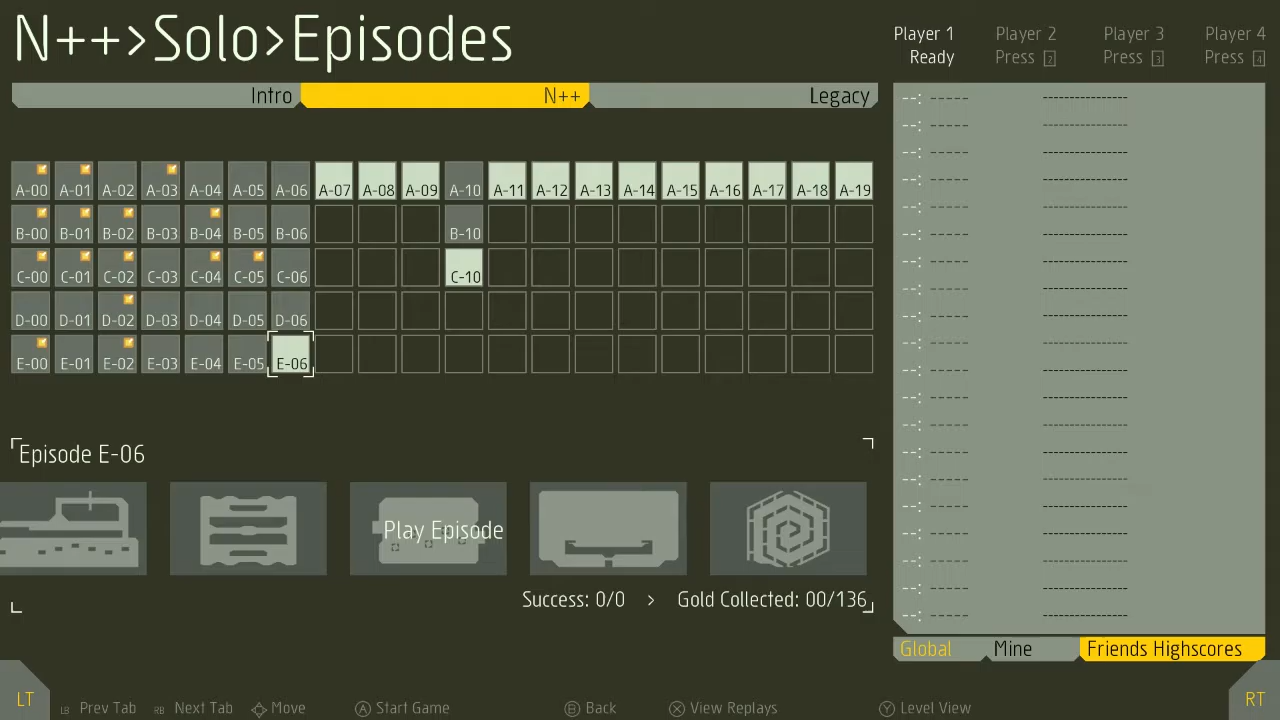 N++>Solo>Episodes
Player 1 Player 2 Player 3 Player 4
Ready Press 2 Press 3 Press 4
Intro N++ Legacy
A-00 A-01 A-02 A-03 A-04 A-05 A-06 A-07 A-08 A-09 A-10 A-11 A-12 A-13 A-14 A-15 A-16 A-17 A-18 A-19
B-00 B-01 B-02 B-03 B-04 B-05 B-06 B-10
C-00 C-01 C-02 C-03 C-04 C-05 C-06 C-10
D-00 D-01 D-02 D-03 D-04 D-05 D-06
E-00 E-01 E-02 E-03 E-04 E-05 E-06
Episode E-06
Play Episode
Success: 0/0 > Gold Collected: 00/136
Global Mine Friends Highscores
LT LB Prev Tab RB Next Tab Move A Start Game B Back X View Replays Y Level View RT